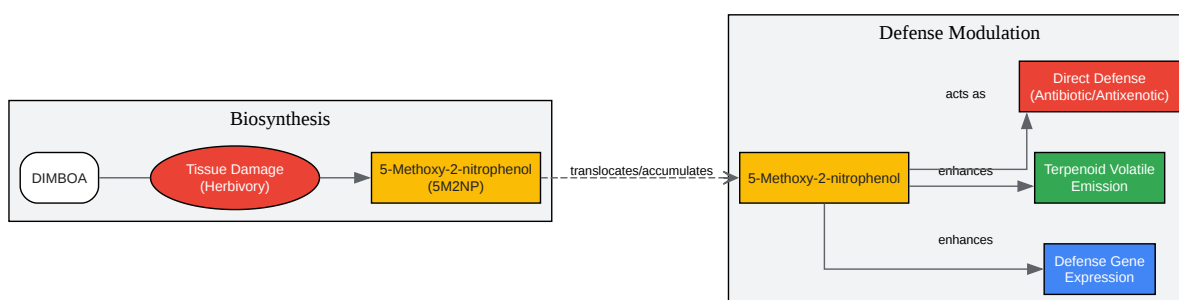 Biosynthesis
DIMBOA
Tissue Damage
(Herbivory)
5-Methoxy-2-nitrophenol
(5M2NP)
translocates/accumulates
Defense Modulation
5-Methoxy-2-nitrophenol
acts as
Direct Defense
(Antibiotic/Antixenotic)
enhances
Terpenoid Volatile
Emission
enhances
Defense Gene
Expression